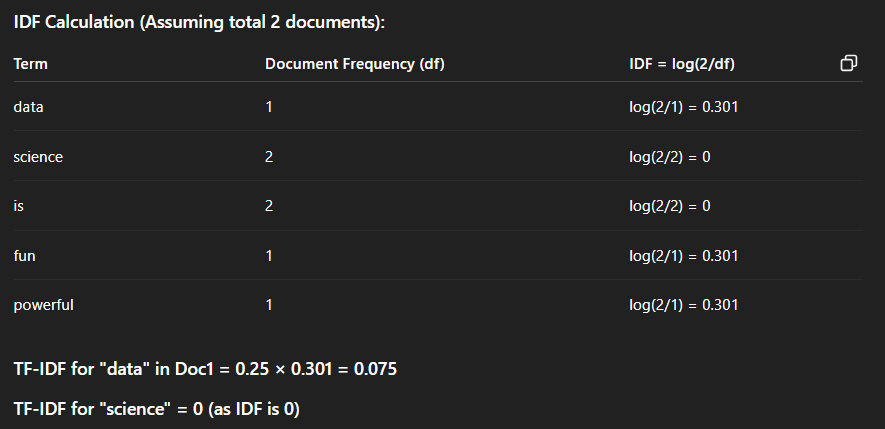 IDF Calculation (Assuming total 2 documents):
Term Document Frequency (df) IDF = log(2/df)
data 1 log(2/1) = 0.301
science 2 log(2/2) = 0
is 2 log(2/2) = 0
fun 1 log(2/1) = 0.301
powerful 1 log(2/1) = 0.301
TF-IDF for "data" in Doc1 = 0.25 × 0.301 = 0.075
TF-IDF for "science" = 0 (as IDF is 0)